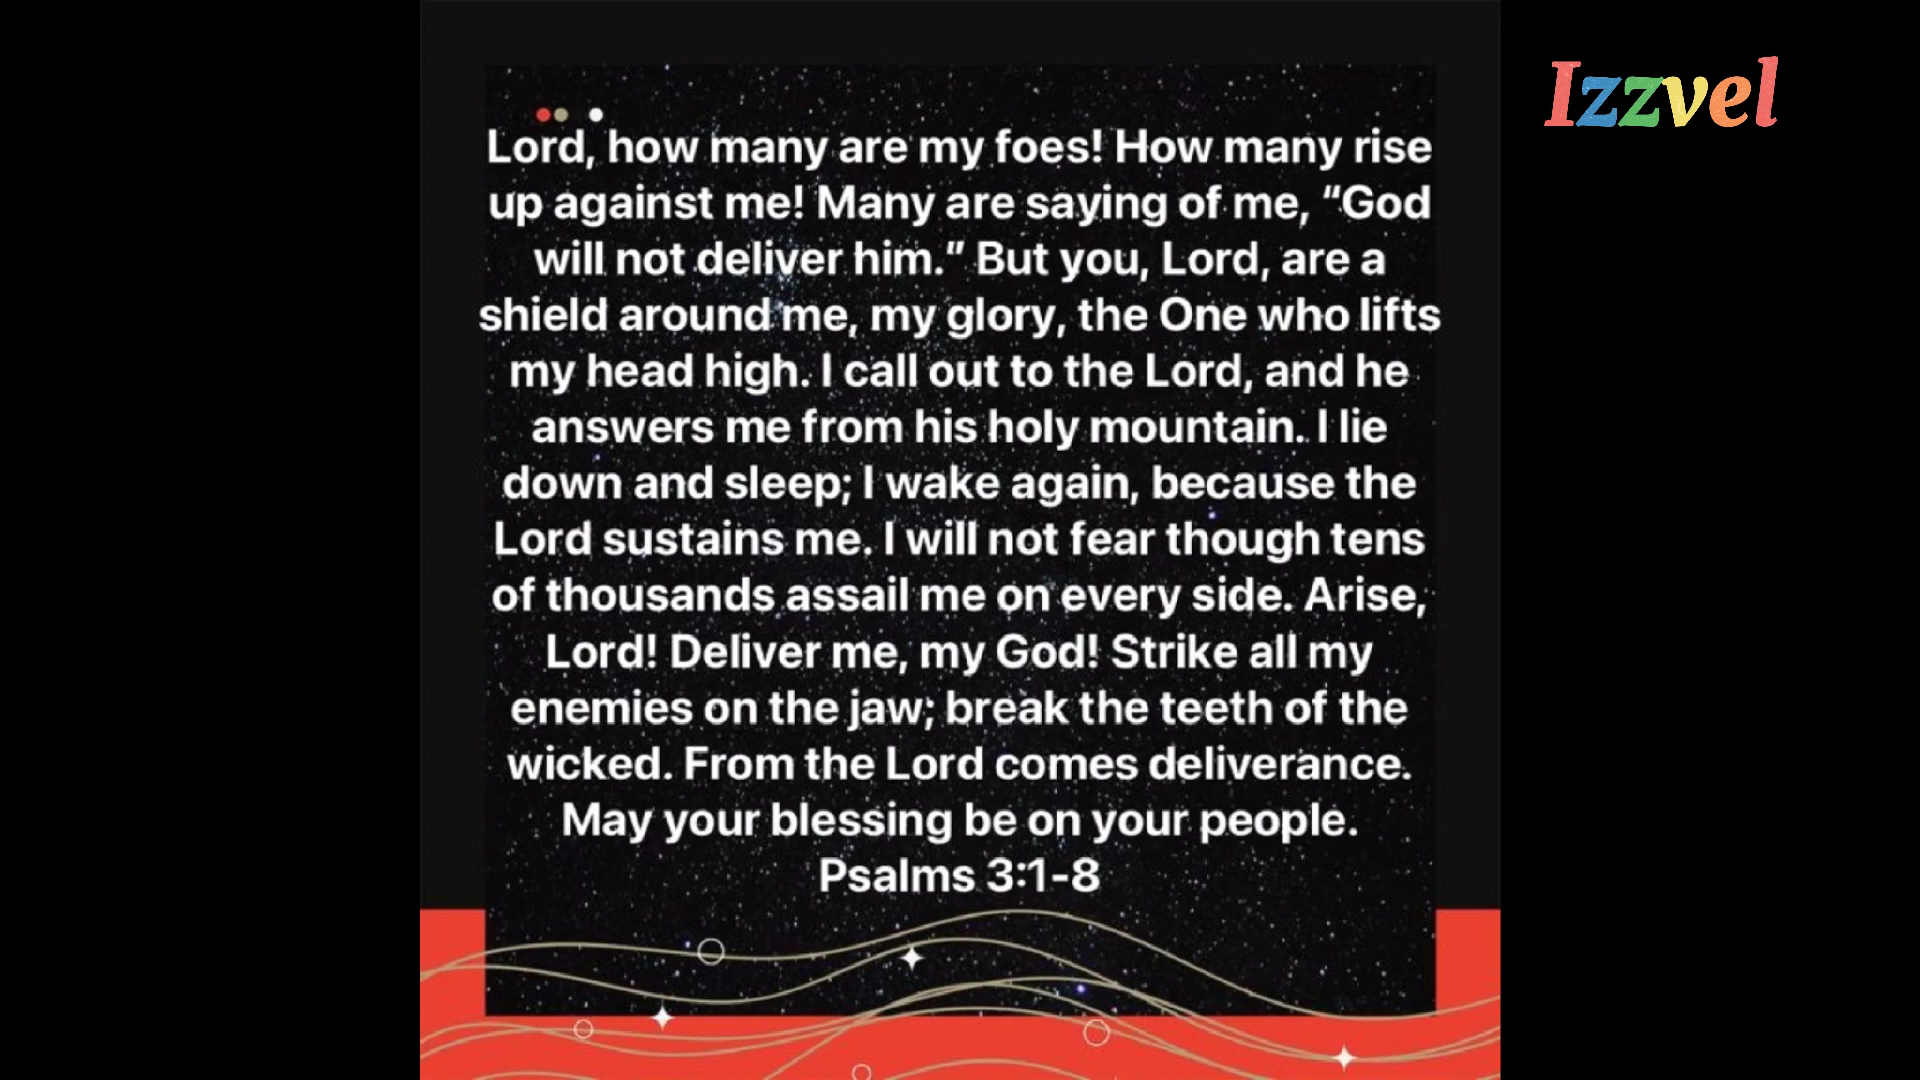 Izzvel
Lord, how many are my foes! How many rise
up against me! Many are saying of me, “God
will not deliver him.” But you, Lord, are a
shield around me, my glory, the One who lifts
my head high. I call out to the Lord, and he
answers me from his holy mountain. I lie
down and sleep; I wake again, because the
Lord sustains me. I will not fear though tens
of thousands assail me on every side. Arise,
Lord! Deliver me, my God! Strike all my
enemies on the jaw; break the teeth of the
wicked. From the Lord comes deliverance.
May your blessing be on your people.
Psalms 3:1-8